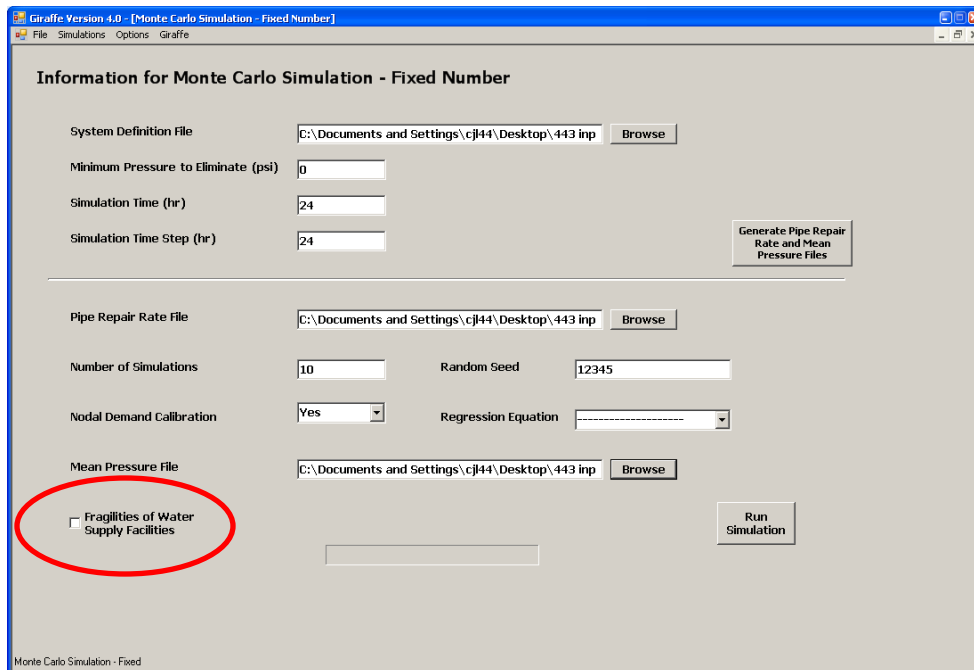 Giraffe Version 4.0 - [Monte Carlo Simulation - Fixed Number]
File Simulations Options Giraffe
Information for Monte Carlo Simulation - Fixed Number
System Definition File C:\Documents and Settings\cjl44\Desktop\443 inp Browse
Minimum Pressure to Eliminate (psi) 0
Simulation Time (hr) 24
Simulation Time Step (hr) 24
Generate Pipe Repair
Rate and Mean
Pressure Files
Pipe Repair Rate File C:\Documents and Settings\cjl44\Desktop\443 inp Browse
Number of Simulations 10 Random Seed 12345
Nodal Demand Calibration Yes Regression Equation --------------------
Mean Pressure File C:\Documents and Settings\cjl44\Desktop\443 inp Browse
Fragilities of Water
Supply Facilities
Run
Simulation
Monte Carlo Simulation - Fixed